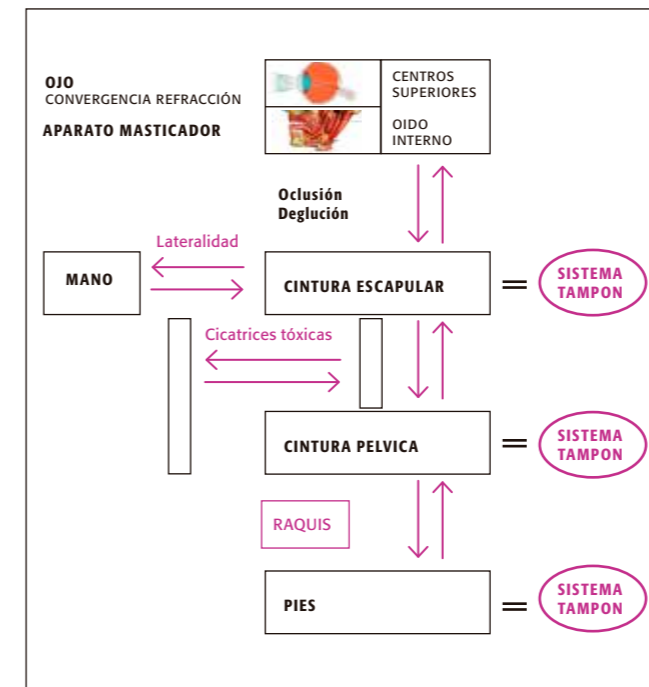 OJO
CONVERGENCIA REFRACCIÓN
APARATO MASTICADOR
CENTROS
SUPERIORES
OIDO
INTERNO
Oclusión
Deglución
Lateralidad
MANO
CINTURA ESCAPULAR
=
SISTEMA
TAMPON
Cicatrices tóxicas
CINTURA PELVICA
=
SISTEMA
TAMPON
RAQUIS
PIES
=
SISTEMA
TAMPON